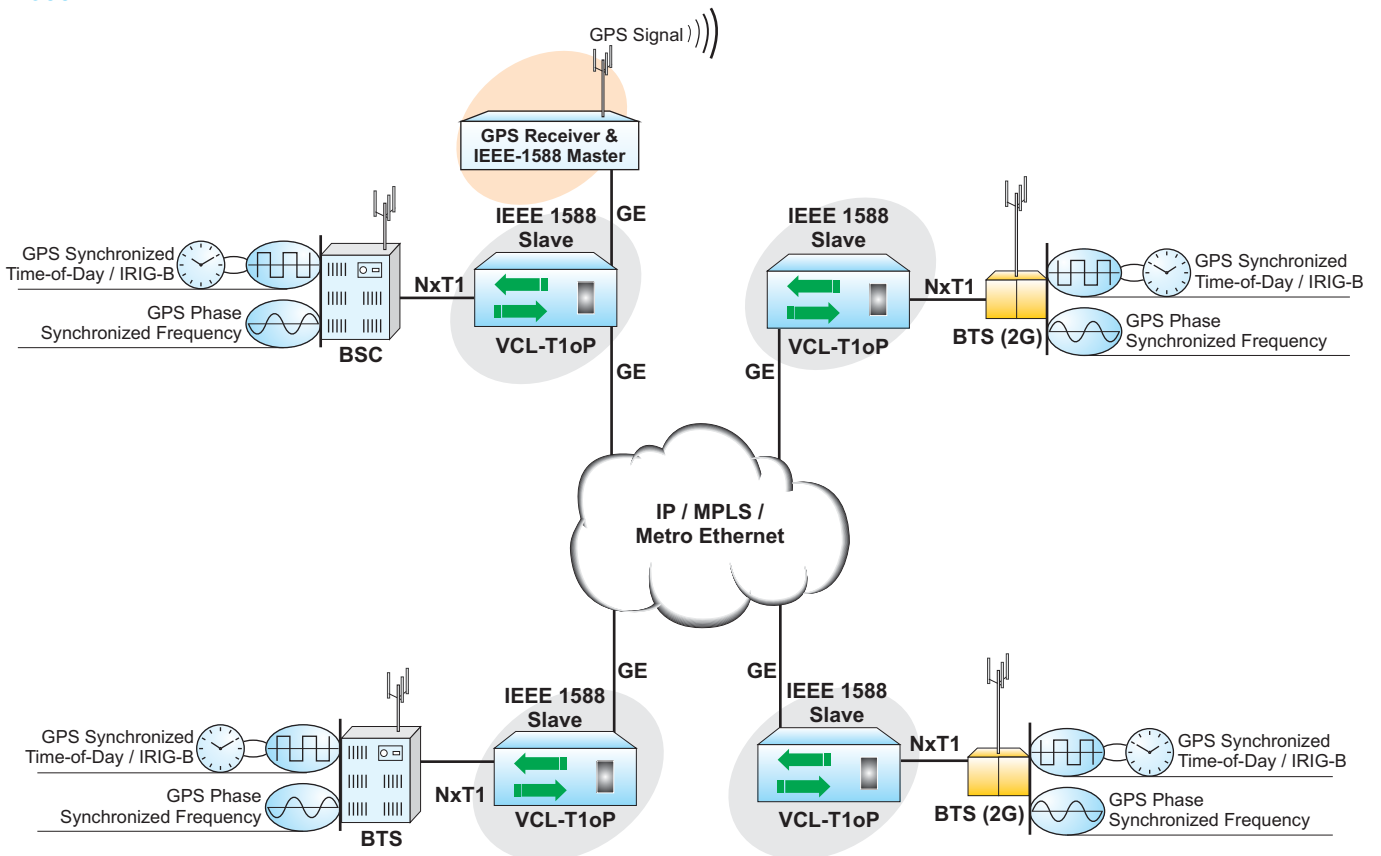 GPS Signal
GPS Receiver &
IEEE-1588 Master
GE
IEEE 1588
Slave
VCL-T1oP
NxT1
GPS Synchronized
Time-of-Day / IRIG-B
GPS Phase
Synchronized Frequency
BSC
GE
IEEE 1588
Slave
VCL-T1oP
NxT1
BTS (2G)
GPS Synchronized
Time-of-Day / IRIG-B
GPS Phase
Synchronized Frequency
GE
IP / MPLS /
Metro Ethernet
GE
IEEE 1588
Slave
VCL-T1oP
NxT1
GPS Synchronized
Time-of-Day / IRIG-B
GPS Phase
Synchronized Frequency
BTS
GE
IEEE 1588
Slave
VCL-T1oP
NxT1
BTS (2G)
GPS Synchronized
Time-of-Day / IRIG-B
GPS Phase
Synchronized Frequency